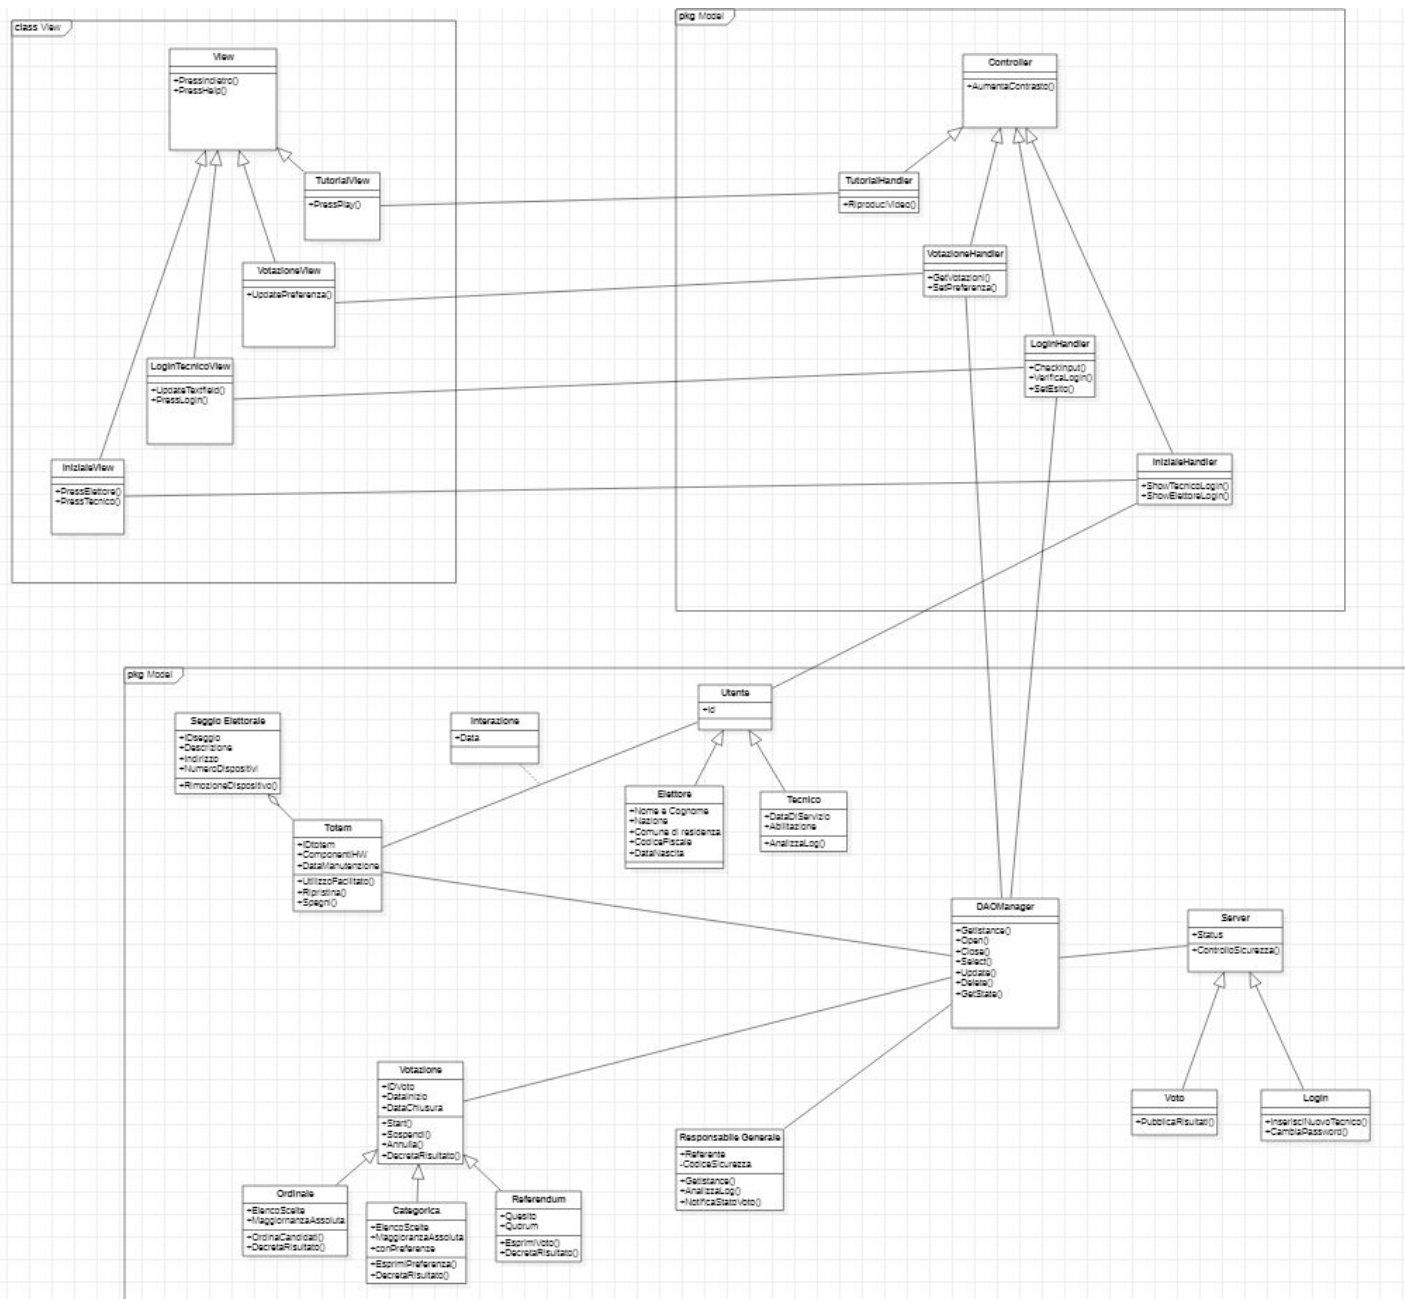 class View
View
+PressIndietro()
+PressHelp()
TutorialView
+PressPlay()
VotazioneView
+UpdatePreferenza()
LoginTecnicoView
+UpdateTextfield()
+PressLogin()
InizialeView
+PressElettore()
+PressTecnico()
pkg Model
Controller
+AumentaContrasto()
TutorialHandler
+RiproduciVideo()
VotazioneHandler
+GetVotazioni()
+SetPreferenza()
LoginHandler
+CheckInput()
+VerificaLogin()
+SetEsito()
InizialeHandler
+ShowTecnicoLogin()
+ShowElettoreLogin()
pkg Model
Seggio Elettorale
+IDseggio
+Descrizione
+Indirizzo
+NumeroDispositivi
+RimozioneDispositivo()
Interazione
+Data
Utente
+Id
Elettore
+Nome e Cognome
+Nazione
+Comune di residenza
+CodiceFiscale
+DataNascita
Tecnico
+DataDiServizio
+Abilitazione
+AnalizzaLog()
Totem
+IDtotem
+ComponentiHW
+DataManutenzione
+UtilizzoFacilitato()
+Ripristina()
+Spegni()
DAOManager
+GetIstance()
+Open()
+Close()
+Select()
+Update()
+Delete()
+GetState()
Server
+Status
+ControlloSicurezza()
Voto
+PubblicaRisultati()
Login
+InserisciNuovoTecnico()
+CambiaPassword()
Votazione
+IDVoto
+DataInizio
+DataChiusura
+Start()
+Sospendi()
+Annulla()
+DecretaRisultato()
Responsabile Generale
+Referente
-CodiceSicurezza
+GetIstance()
+AnalizzaLog()
+NotificaStatoVoto()
Ordinale
+ElencoScelte
+MaggiornanzaAssoluta
+OrdinaCandidati()
+DecretaRisultato()
Categorica
+ElencoScelte
+MaggioranzaAssoluta
+conPreferenze
+EsprimiPreferenza()
+DecretaRisultato()
Referendum
+Quesito
+Quorum
+EsprimiVoto()
+DecretaRisultato()